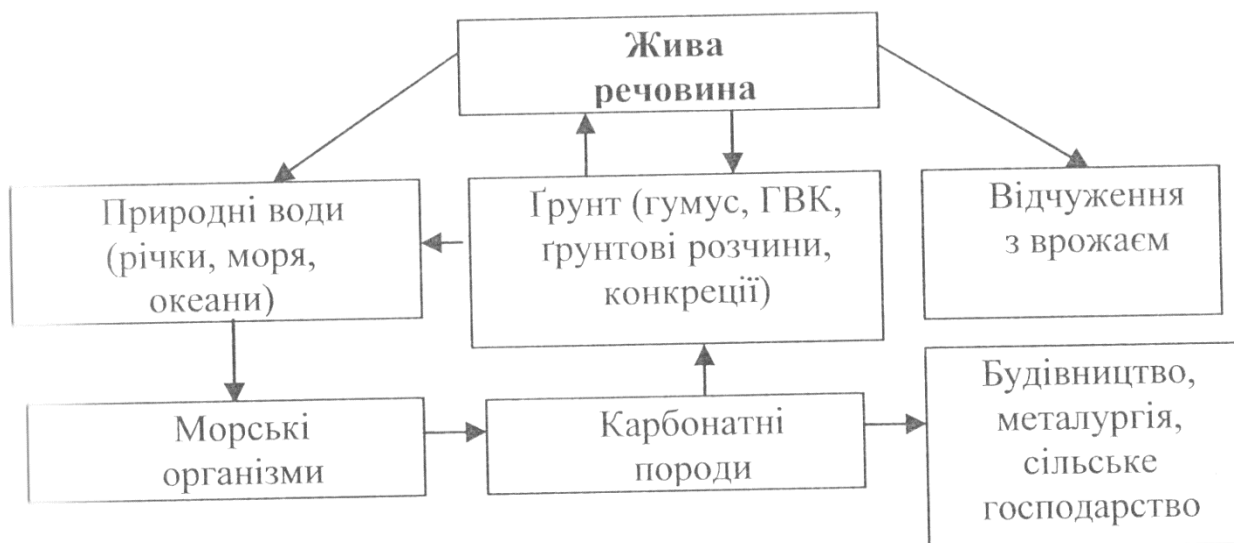 Жива
речовина
Природні води
(річки, моря,
океани)
Ґрунт (гумус, ГВК,
ґрунтові розчини,
конкреції)
Відчуження
з врожаєм
Морські
організми
Карбонатні
породи
Будівництво,
металургія,
сільське
господарство